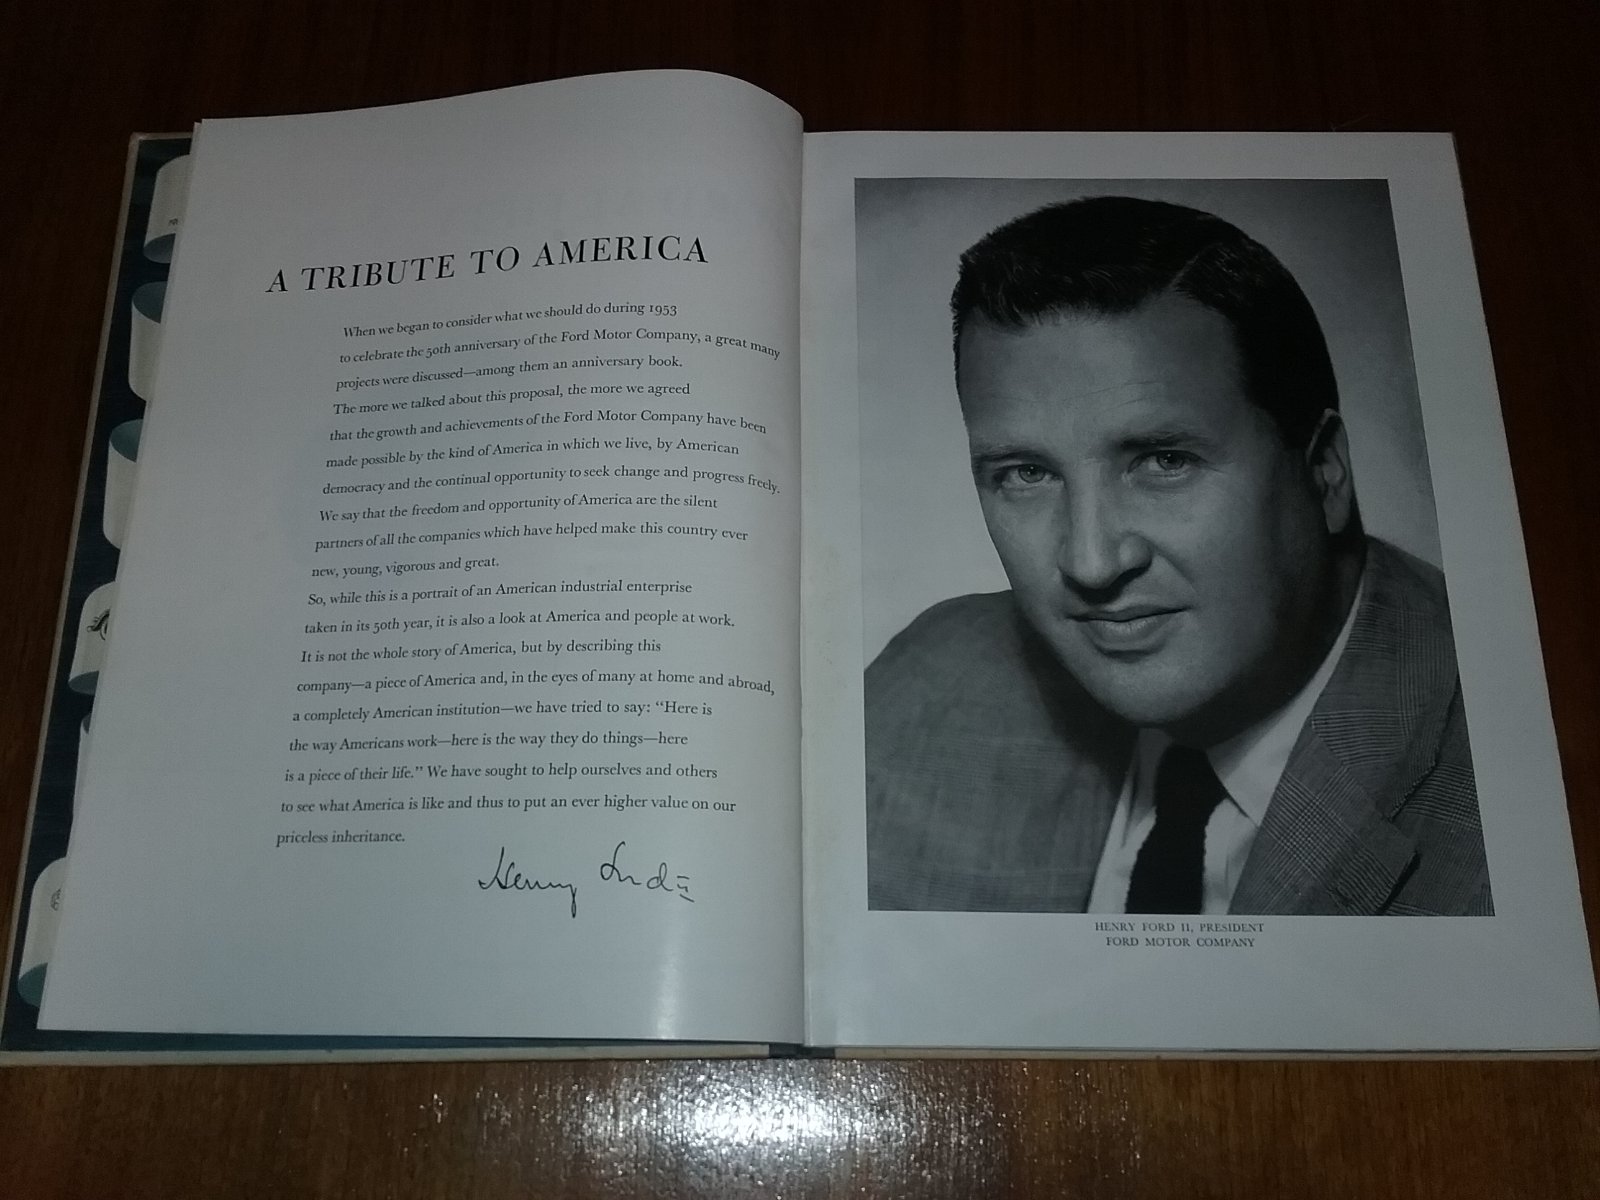 A TRIBUTE TO AMERICA
When we began to consider what we should do during 1953
to celebrate the 50th anniversary of the Ford Motor Company, a great many
projects were discussed—among them an anniversary book.
The more we talked about this proposal, the more we agreed
that the growth and achievements of the Ford Motor Company have been
made possible by the kind of America in which we live, by American
democracy and the continual opportunity to seek change and progress freely.
We say that the freedom and opportunity of America are the silent
partners of all the companies which have helped make this country ever
new, young, vigorous and great.
So, while this is a portrait of an American industrial enterprise
taken in its 50th year, it is also a look at America and people at work.
It is not the whole story of America, but by describing this
company—a piece of America and, in the eyes of many at home and abroad,
a completely American institution—we have tried to say: “Here is
the way Americans work—here is the way they do things—here
is a piece of their life.” We have sought to help ourselves and others
to see what America is like and thus to put an ever higher value on our
priceless inheritance.
Henry Ford II
HENRY FORD II, PRESIDENT
FORD MOTOR COMPANY